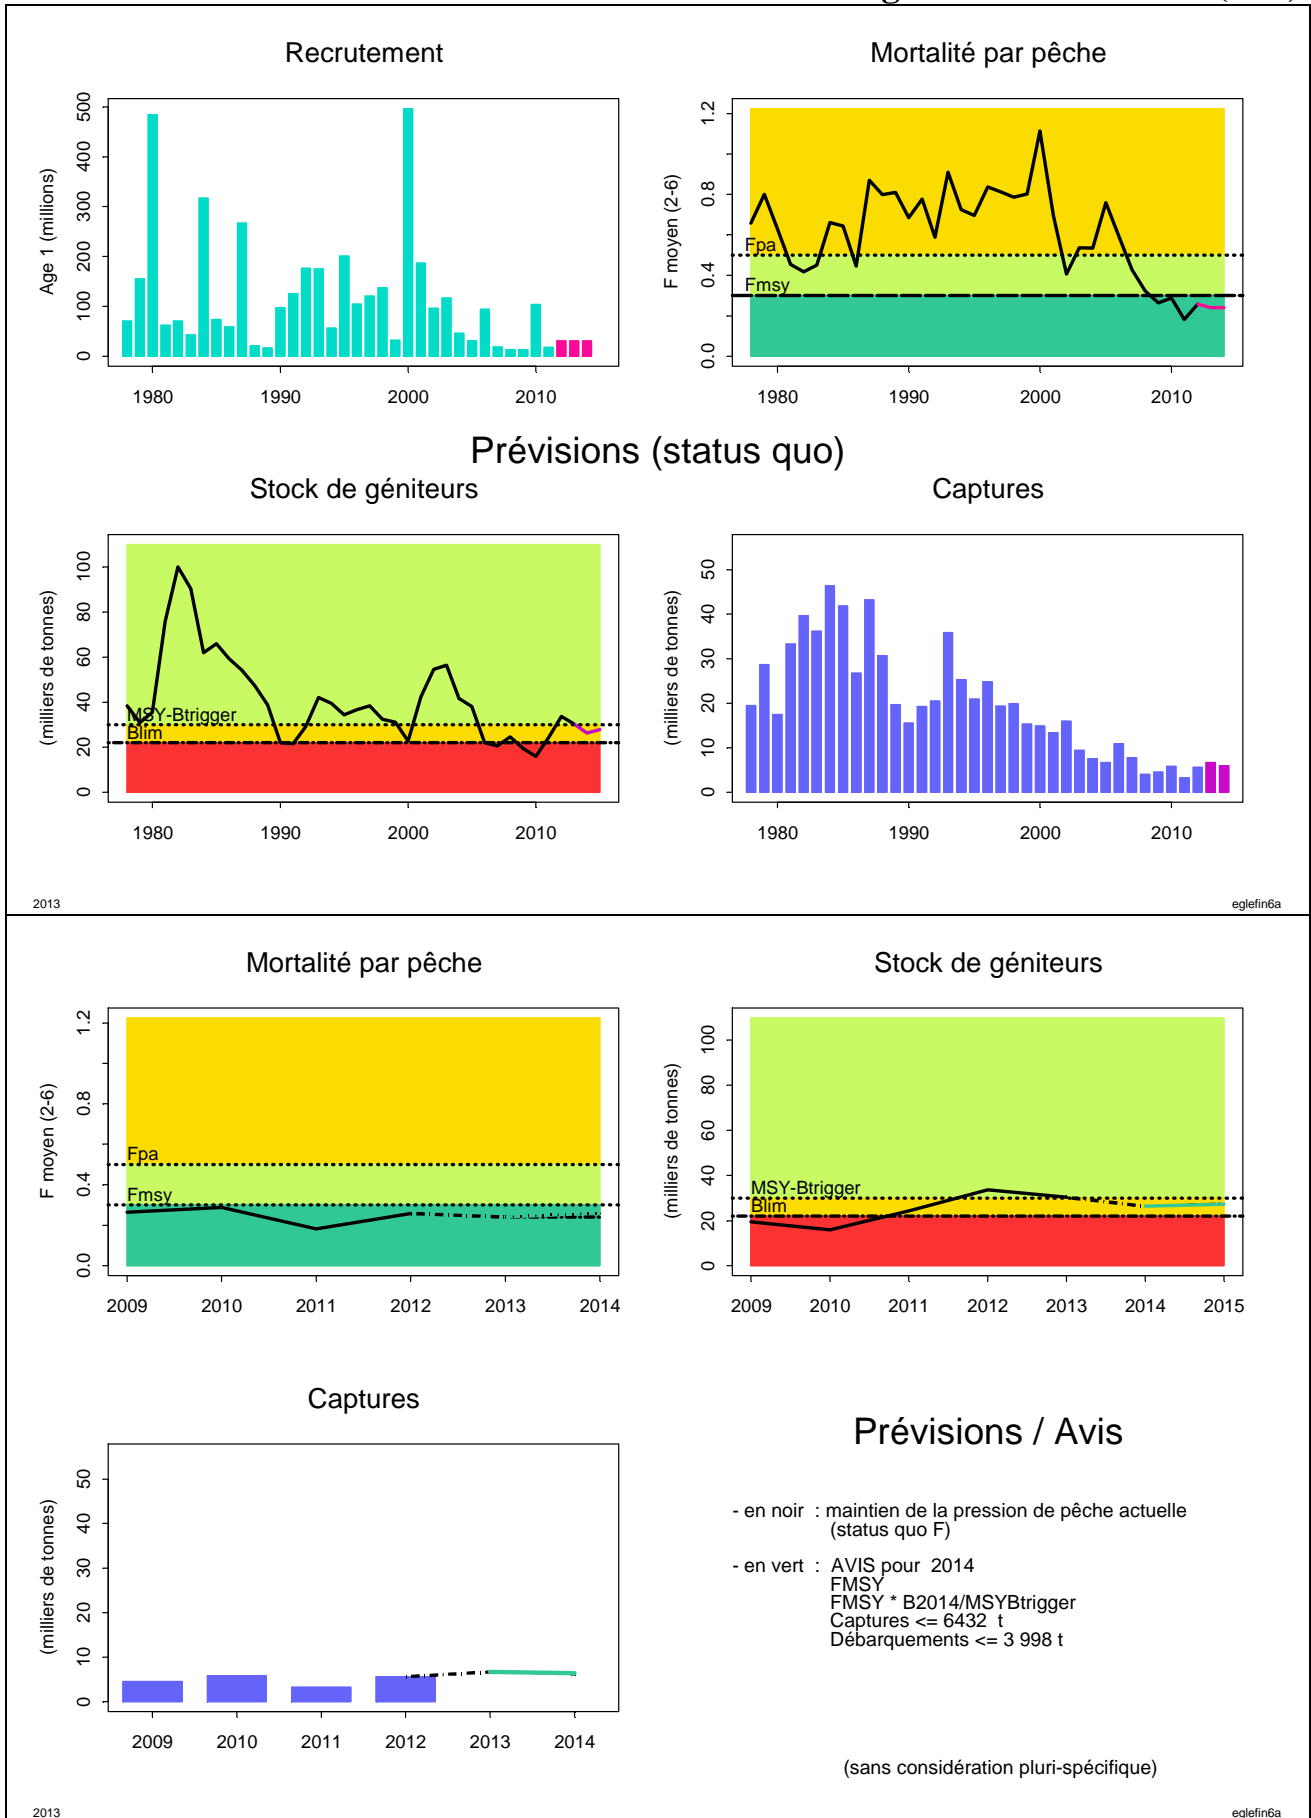 Recrutement
Age 1 (millions)
0 100 200 300 400 500
1980 1990 2000 2010
Mortalité par pêche
F moyen (2-6)
0.0 0.4 0.8 1.2
Fpa
Fmsy
1980 1990 2000 2010
Prévisions (status quo)
Stock de géniteurs
(milliers de tonnes)
0 20 40 60 80 100
MSY-Btrigger
Blim
1980 1990 2000 2010
Captures
(milliers de tonnes)
0 10 20 30 40 50
1980 1990 2000 2010
2013
eglefin6a
Mortalité par pêche
F moyen (2-6)
0.0 0.4 0.8 1.2
Fpa
Fmsy
2009 2010 2011 2012 2013 2014
Stock de géniteurs
(milliers de tonnes)
0 20 40 60 80 100
MSY-Btrigger
Blim
2009 2010 2011 2012 2013 2014 2015
Captures
(milliers de tonnes)
0 10 20 30 40 50
2009 2010 2011 2012 2013 2014
Prévisions / Avis
- en noir : maintien de la pression de pêche actuelle
(status quo F)
- en vert : AVIS pour 2014
FMSY
FMSY * B2014/MSYBtrigger
Captures <= 6432 t
Débarquements <= 3 998 t
(sans considération pluri-spécifique)
2013
eglefin6a